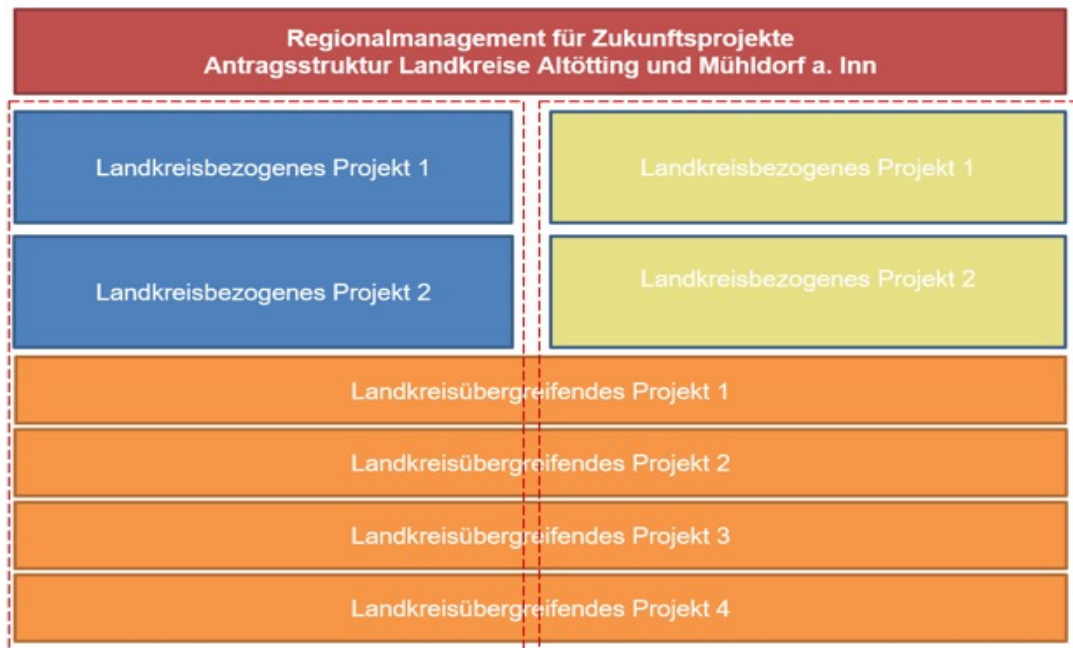 Regionalmanagement für Zukunftsprojekte
Antragsstruktur Landkreise Altötting und Mühldorf a. Inn
Landkreisbezogenes Projekt 1
Landkreisbezogenes Projekt 1
Landkreisbezogenes Projekt 2
Landkreisbezogenes Projekt 2
Landkreisübergreifendes Projekt 1
Landkreisübergreifendes Projekt 2
Landkreisübergreifendes Projekt 3
Landkreisübergreifendes Projekt 4